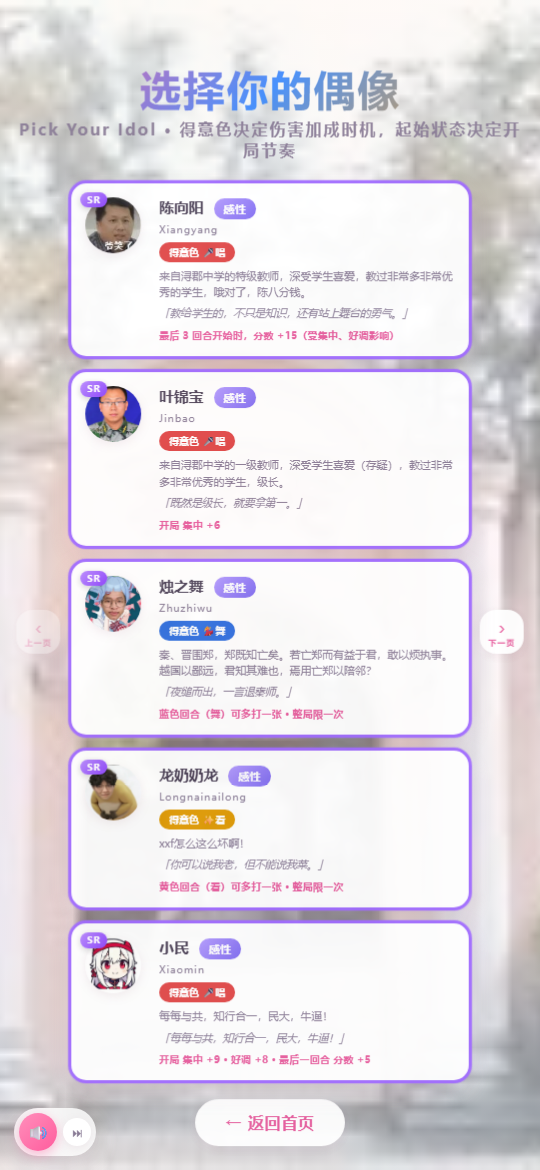 选择你的偶像
Pick Your Idol • 得意色决定伤害加成时机，起始状态决定开
局节奏
SR
爷笑了
陈向阳 感性
Xiangyang
得意色 🎤唱
来自浔郡中学的特级教师，深受学生喜爱，教过非常多非常优
秀的学生，哦对了，陈八分钱。
「教给学生的，不只是知识，还有站上舞台的勇气。」
最后 3 回合开始时，分数 +15（受集中、好调影响）
SR
叶锦宝 感性
Jinbao
得意色 🎤唱
来自浔郡中学的一级教师，深受学生喜爱（存疑），教过非常
多非常优秀的学生，级长。
「既然是级长，就要拿第一。」
开局 集中 +6
SR
烛之舞 感性
Zhuzhiwu
得意色 💃舞
秦、晋围郑，郑既知亡矣。若亡郑而有益于君，敢以烦执事。
越国以鄙远，君知其难也，焉用亡郑以陪邻？
「夜缒而出，一言退秦师。」
蓝色回合（舞）可多打一张 • 整局限一次
‹
上一页
›
下一页
SR
龙奶奶龙 感性
Longnainailong
得意色 ✨看
xxf怎么这么坏啊!
「你可以说我老，但不能说我菜。」
黄色回合（看）可多打一张 • 整局限一次
SR
小民 感性
Xiaomin
得意色 🎤唱
每每与共，知行合一，民大，牛逼！
「每每与共，知行合一，民大，牛逼！」
开局 集中 +9 • 好调 +8 • 最后一回合 分数 +5
← 返回首页